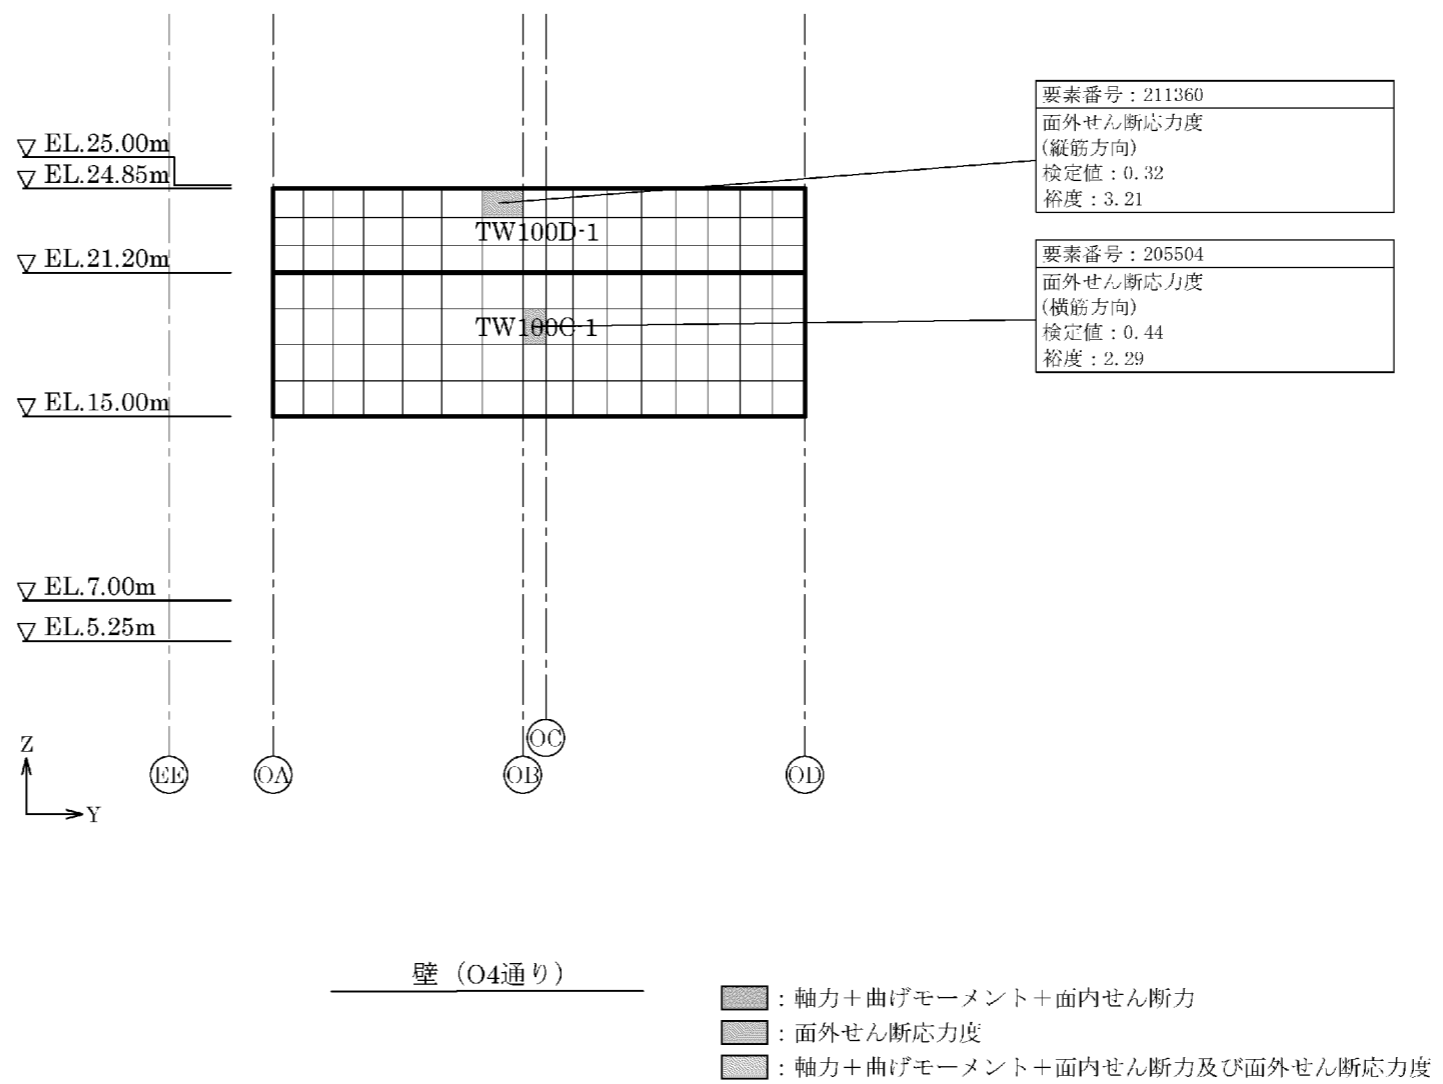 要素番号：211360
面外せん断応力度
(縦筋方向)
検定値：0.32
裕度：3.21
EL.25.00m
EL.24.85m
TW100D-1
EL.21.20m
要素番号：205504
面外せん断応力度
(横筋方向)
検定値：0.44
裕度：2.29
TW100C-1
EL.15.00m
EL.7.00m
EL.5.25m
Z
Y
EE
OA
OB
OC
OD
壁（O4通り）
：軸力＋曲げモーメント＋面内せん断力
：面外せん断応力度
：軸力＋曲げモーメント＋面内せん断力及び面外せん断応力度